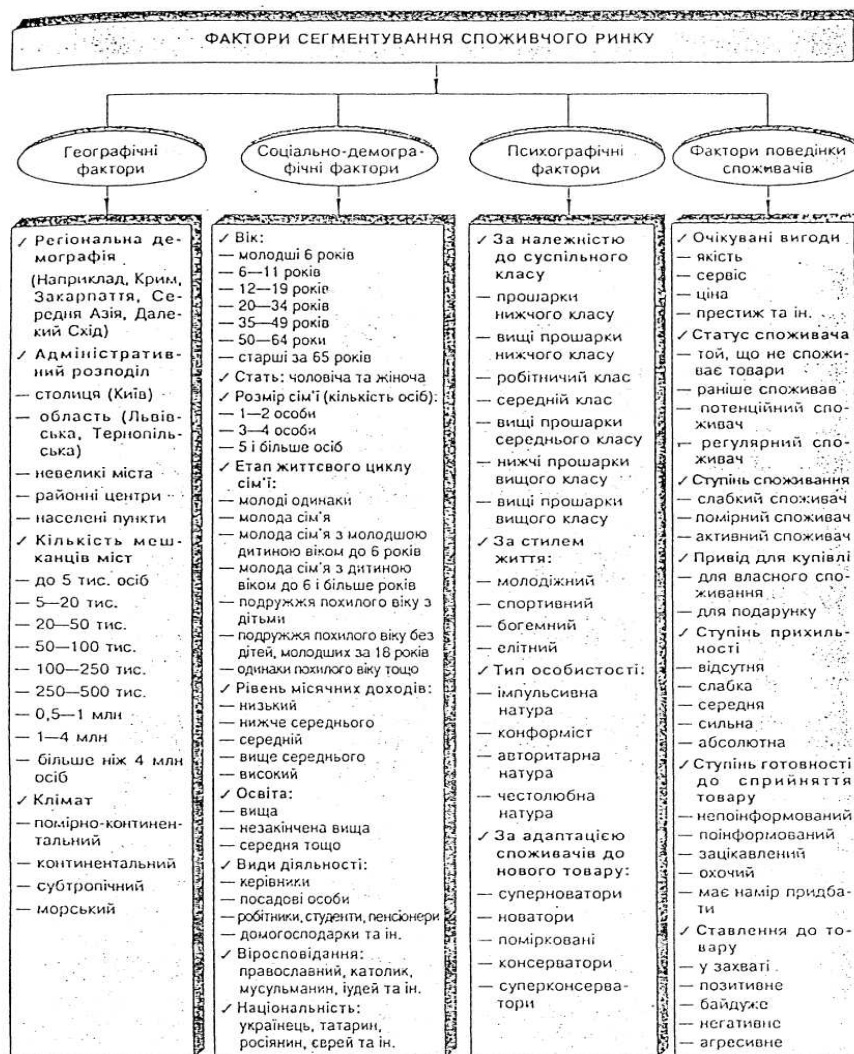 ФАКТОРИ СЕГМЕНТУВАННЯ СПОЖИВЧОГО РИНКУ
Географічні
фактори
✓ Регіональна де-
мографія
(Наприклад, Крим,
Закарпаття, Се-
редня Азія, Дале-
кий Схід)
✓ Адміністратив-
ний розподіл
— столиця (Київ)
— область (Львів-
ська, Тернопіль-
ська)
— невеликі міста
— районні центри
— населені пункти
✓ Кількість меш-
канців міст
— до 5 тис. осіб
— 5—20 тис.
— 20—50 тис.
— 50—100 тис.
— 100—250 тис.
— 250—500 тис.
— 0,5—1 млн
— 1—4 млн
— більше ніж 4 млн
осіб
✓ Клімат
— помірно-континен-
тальний
— континентальний
— субтропічний
— морський
Соціально-демогра-
фічні фактори
✓ Вік:
— молодші 6 років
— 6—11 років
— 12—19 років
— 20—34 років
— 35—49 років
— 50—64 роки
— старші за 65 років
✓ Стать: чоловіча та жіноча
✓ Розмір сім'ї (кількість осіб):
— 1—2 особи
— 3—4 особи
— 5 і більше осіб
✓ Етап життєвого циклу
сім'ї:
— молоді одинаки
— молода сім'я
— молода сім'я з молодшою
дитиною віком до 6 років
— молода сім'я з дитиною
віком до 6 і більше років
— подружжя похилого віку з
дітьми
— подружжя похилого віку без
дітей, молодших за 18 років
— одинаки похилого віку тощо
✓ Рівень місячних доходів:
— низький
— нижче середнього
— середній
— вище середнього
— високий
✓ Освіта:
— вища
— незакінчена вища
— середня тощо
✓ Види діяльності:
— керівники
— посадові особи
— робітники, студенти, пенсіонери
— домогосподарки та ін.
✓ Віросповідання:
православний, католик,
мусульманин, іудей та ін.
✓ Національність:
українець, татарин,
росіянин, єврей та ін.
Психографічні
фактори
✓ За належністю
до суспільного
класу
— прошарки
нижчого класу
— вищі прошарки
нижчого класу
— робітничий клас
— середній клас
— вищі прошарки
середнього класу
— нижчі прошарки
вищого класу
— вищі прошарки
вищого класу
✓ За стилем
життя:
— молодіжний
— спортивний
— богемний
— елітний
✓ Тип особистості:
— імпульсивна
натура
— конформіст
— авторитарна
натура
— честолюбна
натура
✓ За адаптацією
споживачів до
нового товару:
— суперноватори
— новатори
— помірковані
— консерватори
— суперконсерва-
тори
Фактори поведінки
споживачів
✓ Очікувані вигоди
— якість
— сервіс
— ціна
— престиж та ін.
✓ Статус споживача
— той, що не спожи-
ває товари
— раніше споживав
— потенційний спо-
живач
— регулярний спо-
живач
✓ Ступінь споживання
— слабкий споживач
— помірний споживач
— активний споживач
✓ Привід для купівлі
— для власного спо-
живання
— для подарунку
✓ Ступінь прихиль-
ності
— відсутня
— слабка
— середня
— сильна
— абсолютна
✓ Ступінь готовності
до сприйняття
товару
— непоінформований
— поінформований
— зацікавлений
— охочий
— має намір придба-
ти
✓ Ставлення до то-
вару
— у захваті
— позитивне
— байдуже
— негативне
— агресивне